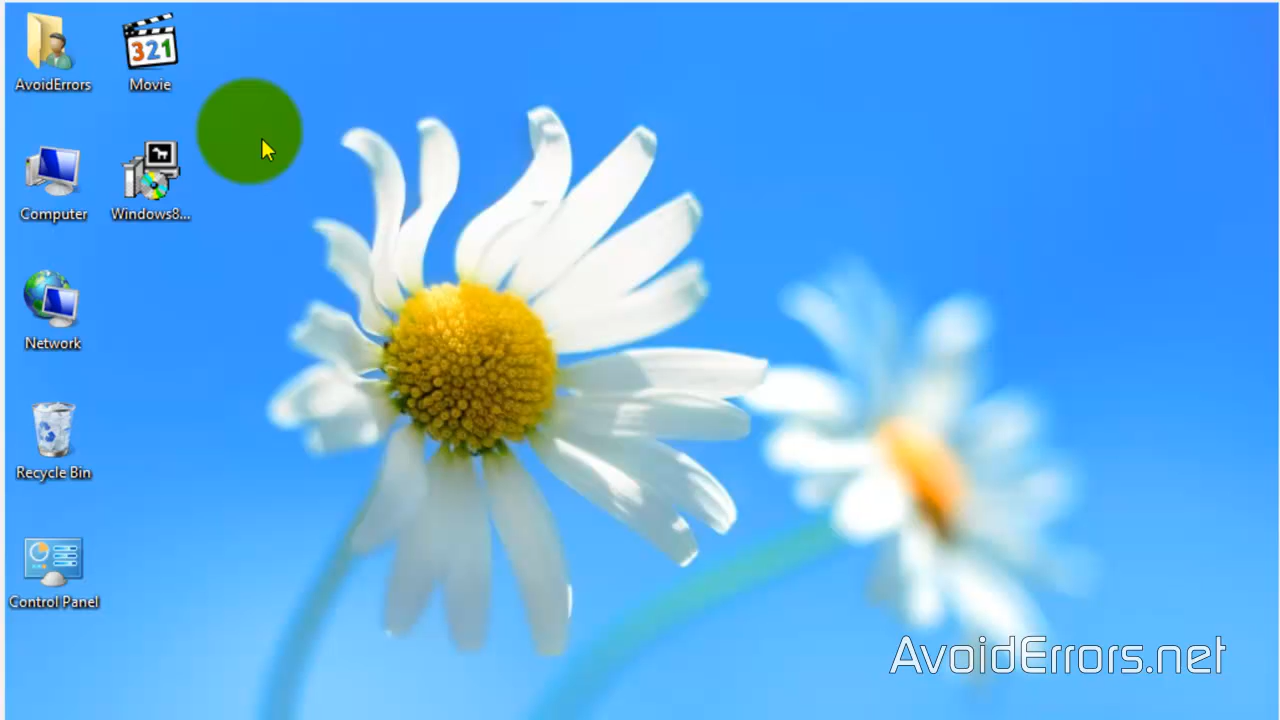 AvoidErrors
Movie
321
Computer
Windows8...
Network
Recycle Bin
Control Panel
AvoidErrors.net